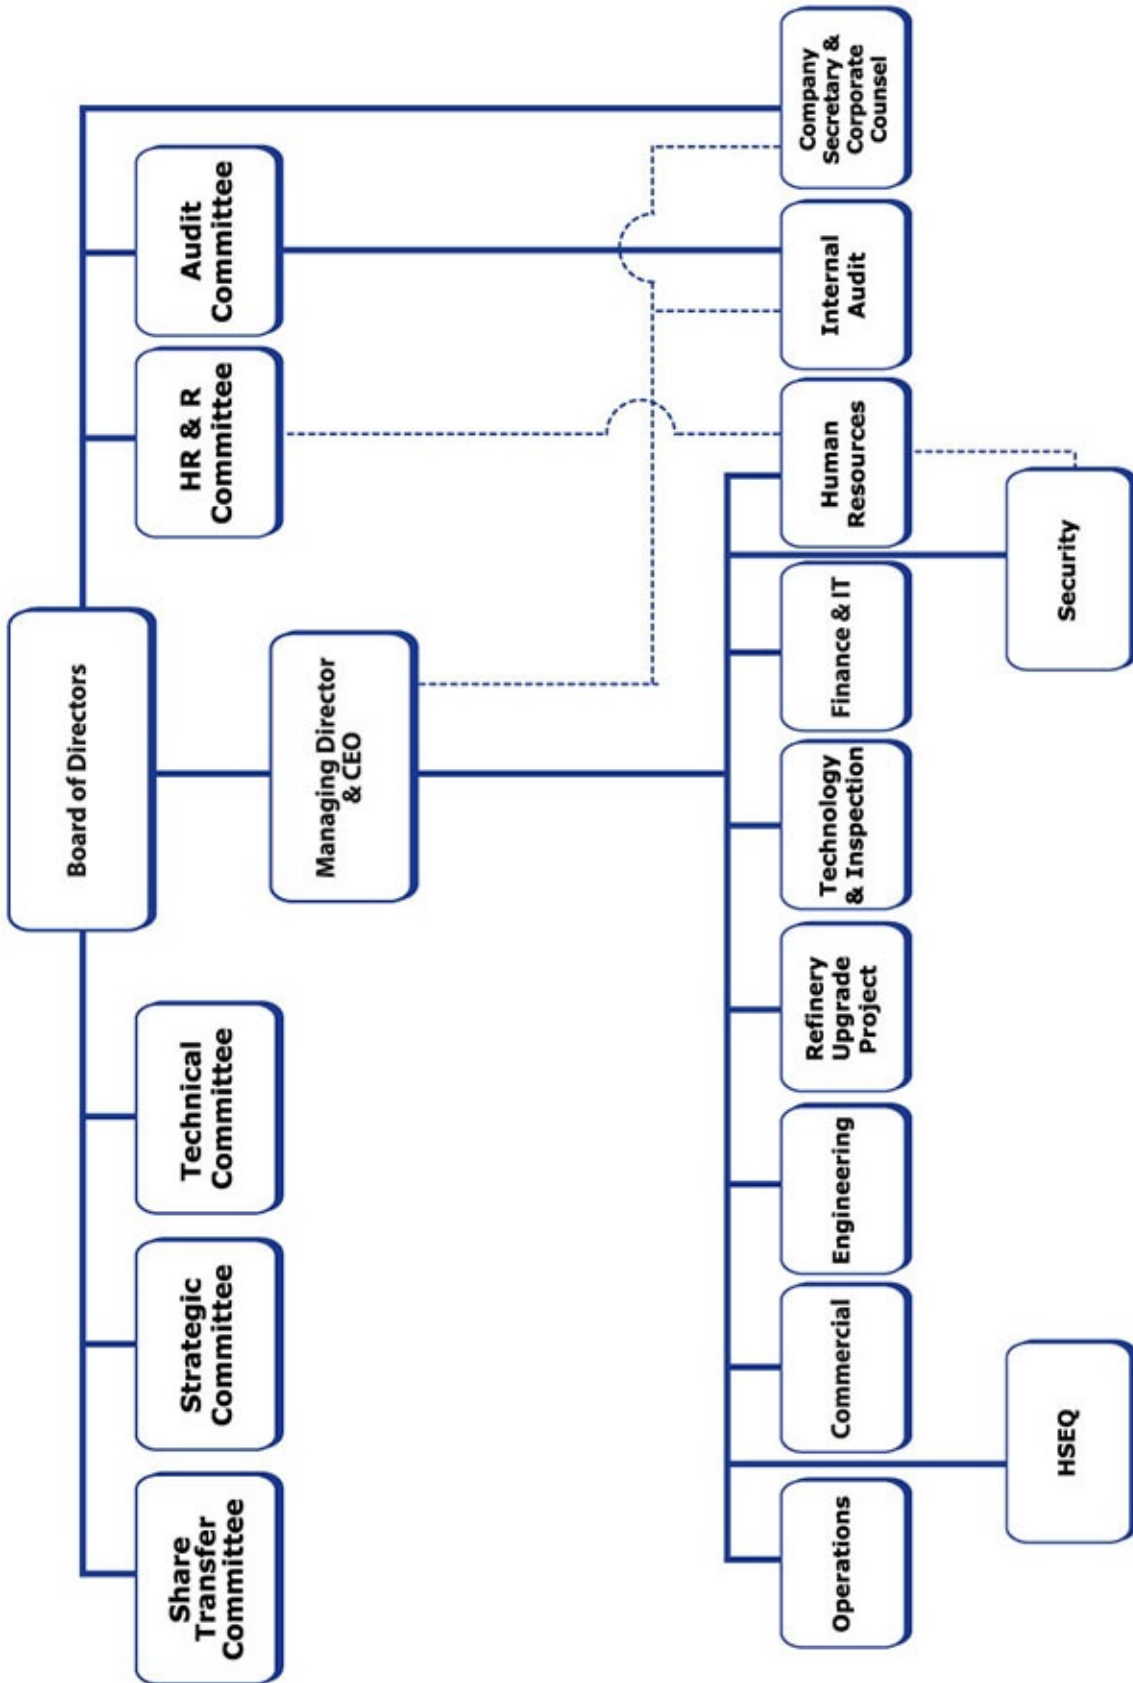 Board of Directors
Share
Transfer
Committee
Strategic
Committee
Technical
Committee
HR & R
Committee
Audit
Committee
Managing Director
& CEO
Operations
Commercial
Engineering
Refinery
Upgrade
Project
Technology
& Inspection
Finance & IT
Human
Resources
Internal
Audit
Company
Secretary &
Corporate
Counsel
HSEQ
Security